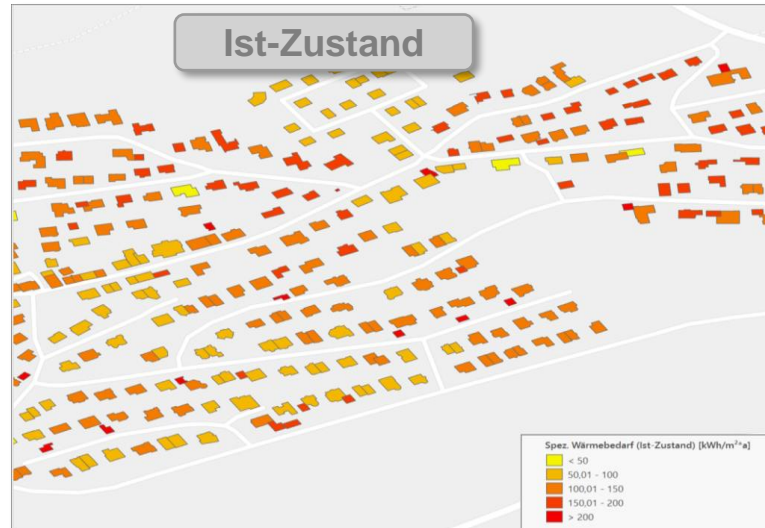 Ist-Zustand
Spez. Wärmebedarf (Ist-Zustand) [kWh/m²*a]
< 50
50,01 - 100
100,01 - 150
150,01 - 200
> 200